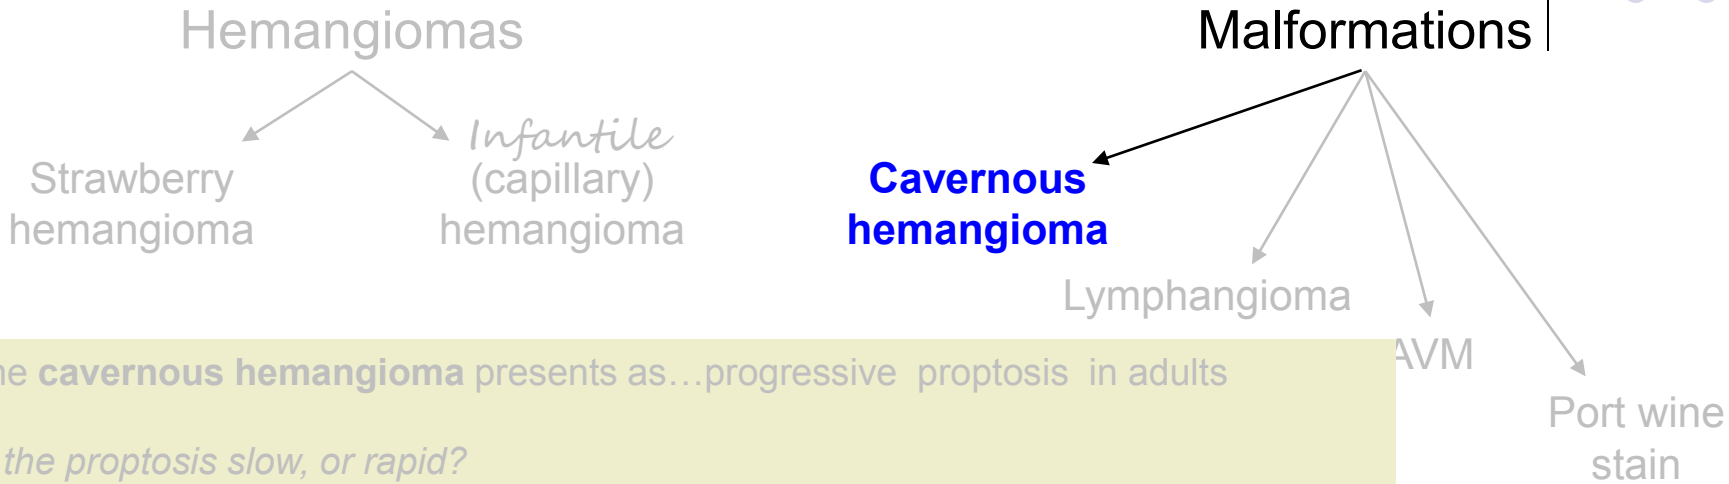 Hemangiomas
Malformations
Strawberry
hemangioma
Infantile
(capillary)
hemangioma
Cavernous
hemangioma
Lymphangioma
AVM
Port wine
stain
cavernous hemangioma presents as…progressive proptosis in adults
the proptosis slow, or rapid?